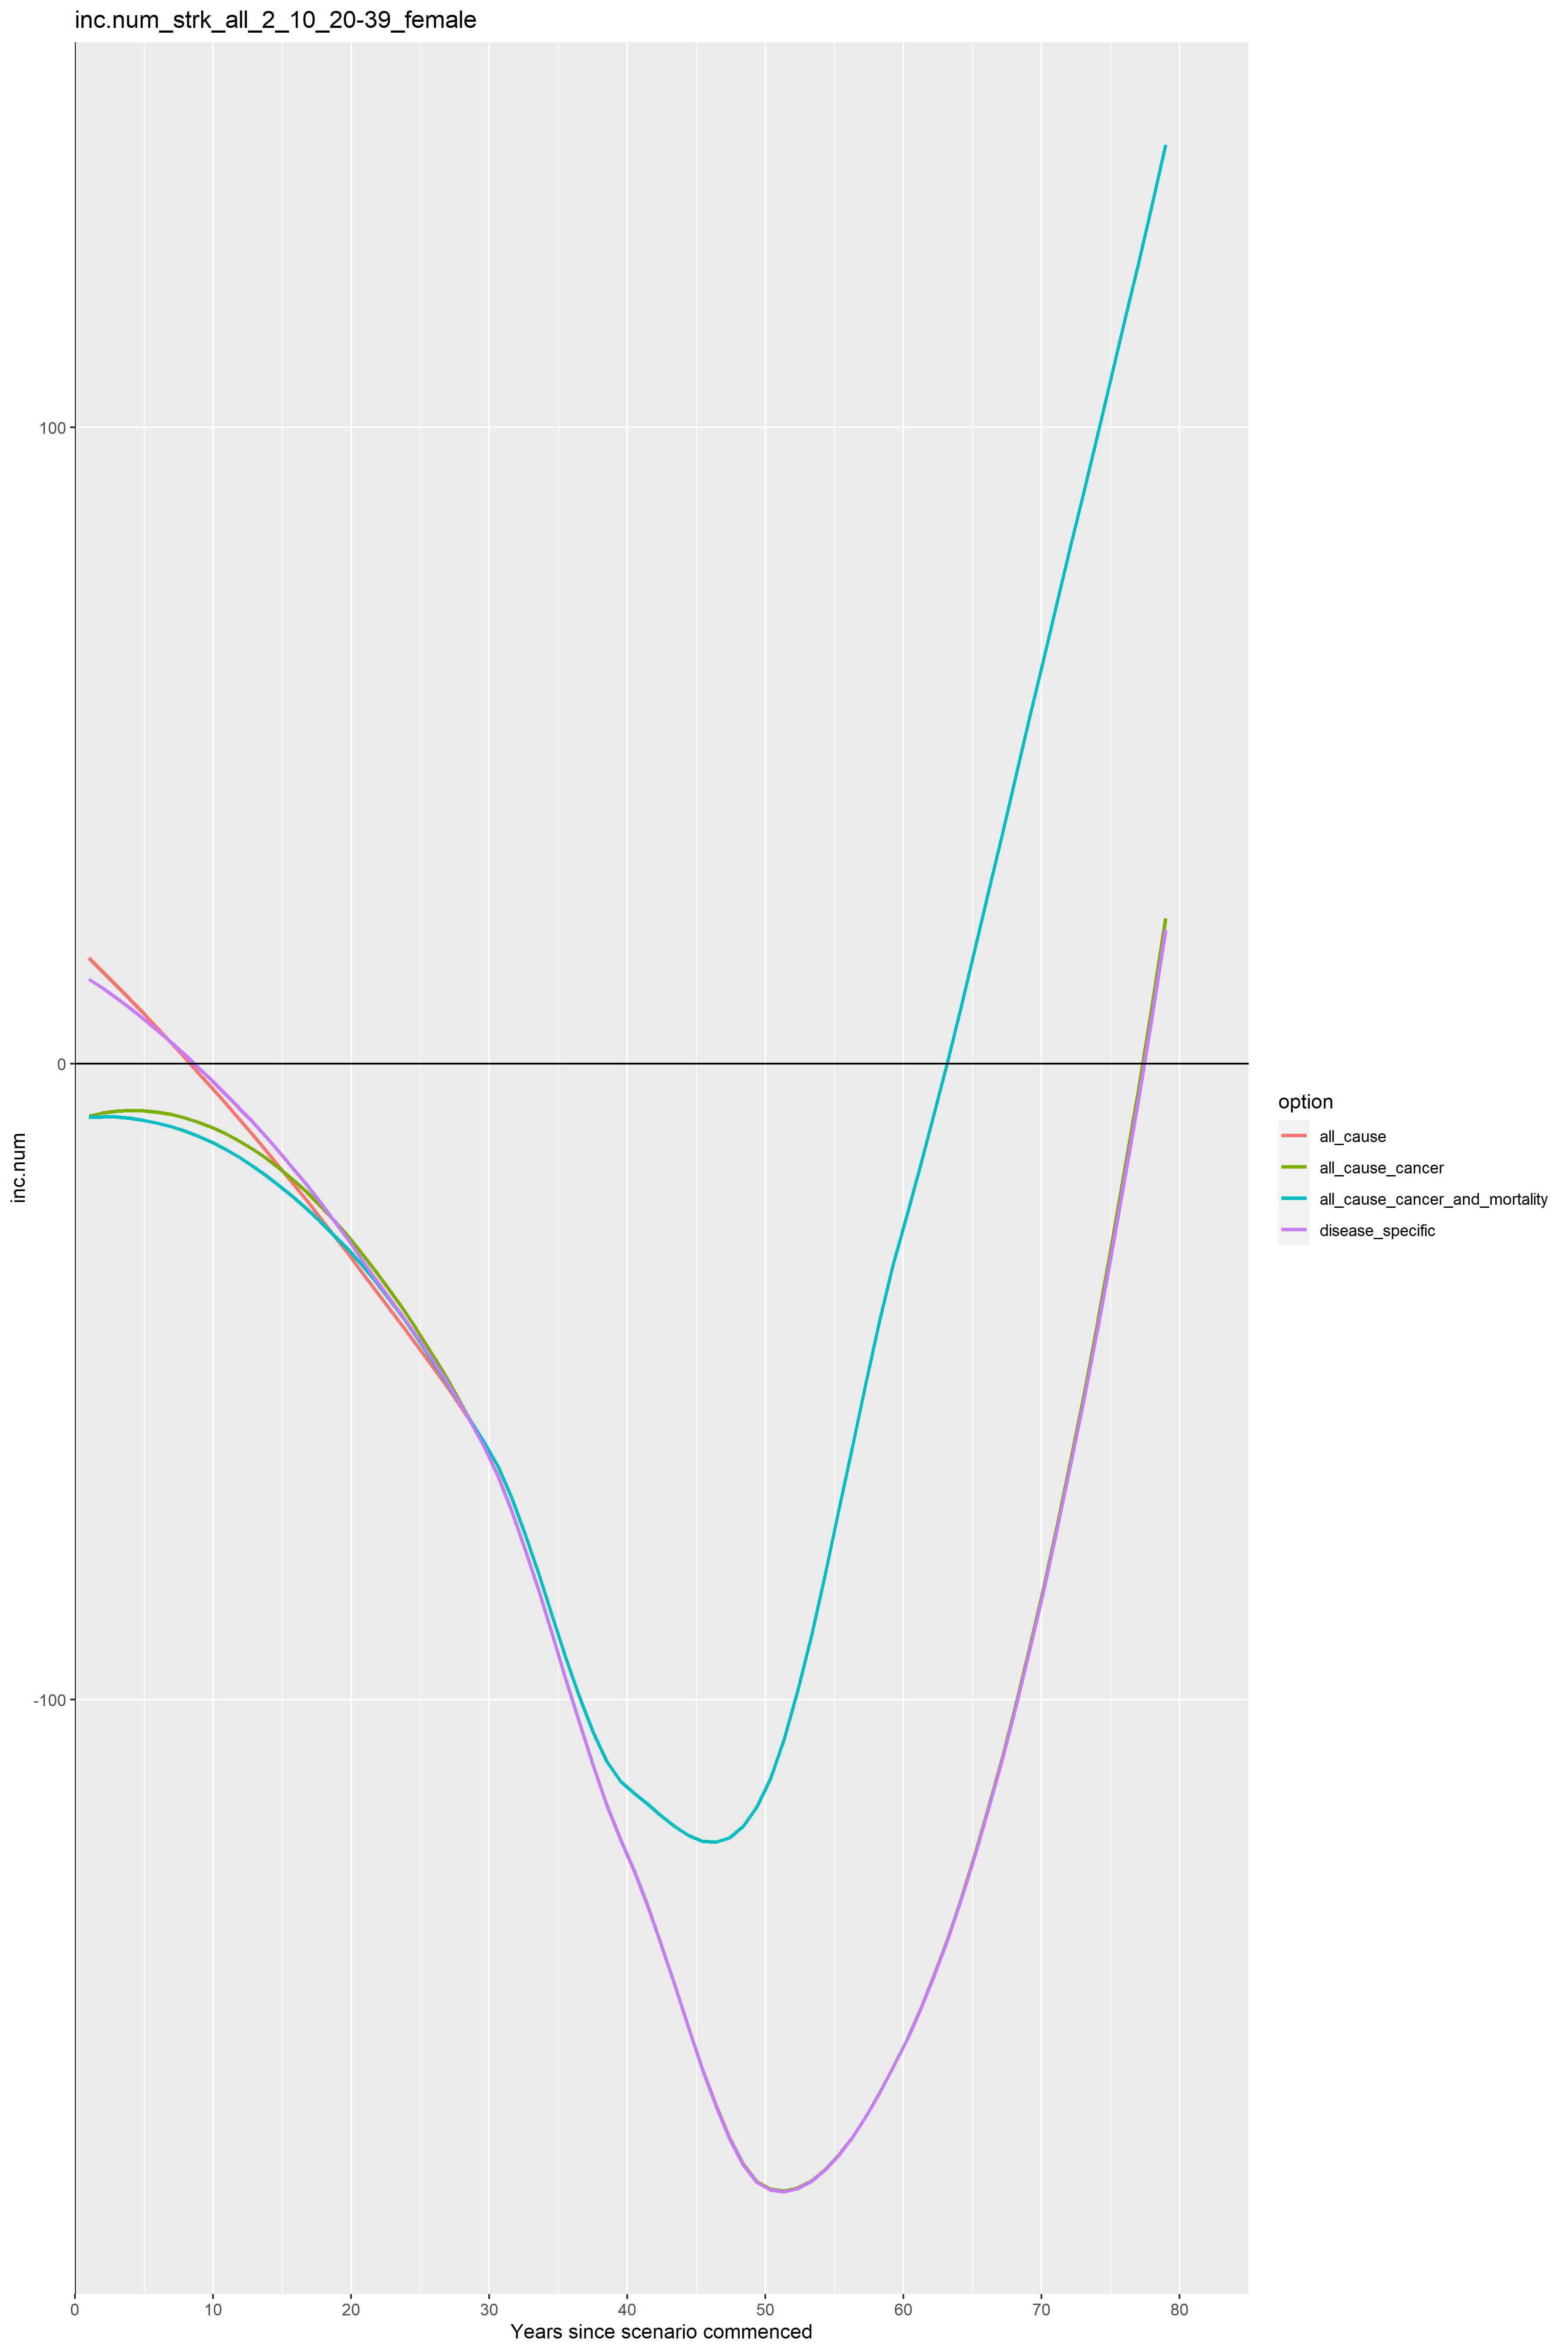 inc.num_strk_all_2_10_20-39_female
100
0
-100
inc.num
0 10 20 30 40 50 60 70 80
Years since scenario commenced
option
all_cause
all_cause_cancer
all_cause_cancer_and_mortality
disease_specific